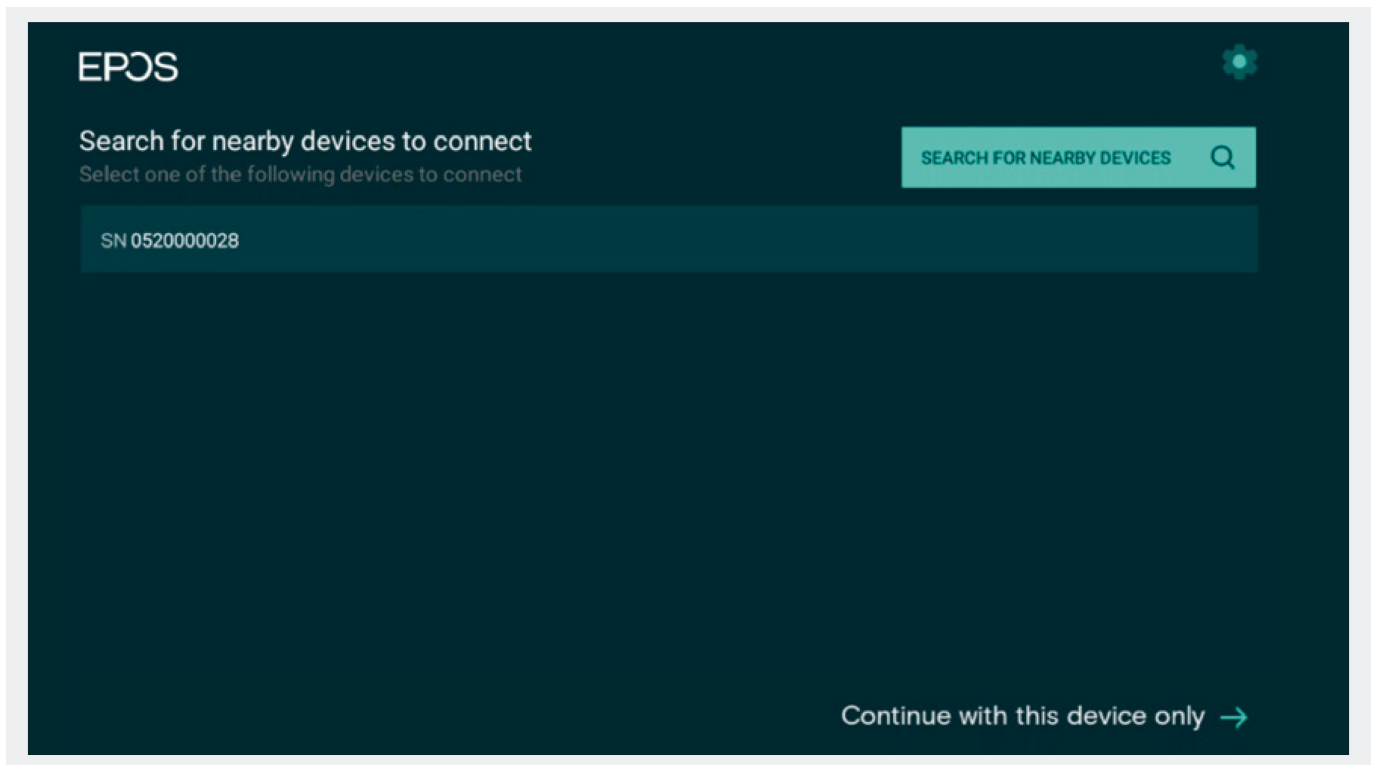 EPOS
Search for nearby devices to connect
Select one of the following devices to connect
SEARCH FOR NEARBY DEVICES
SN 0520000028
Continue with this device only →